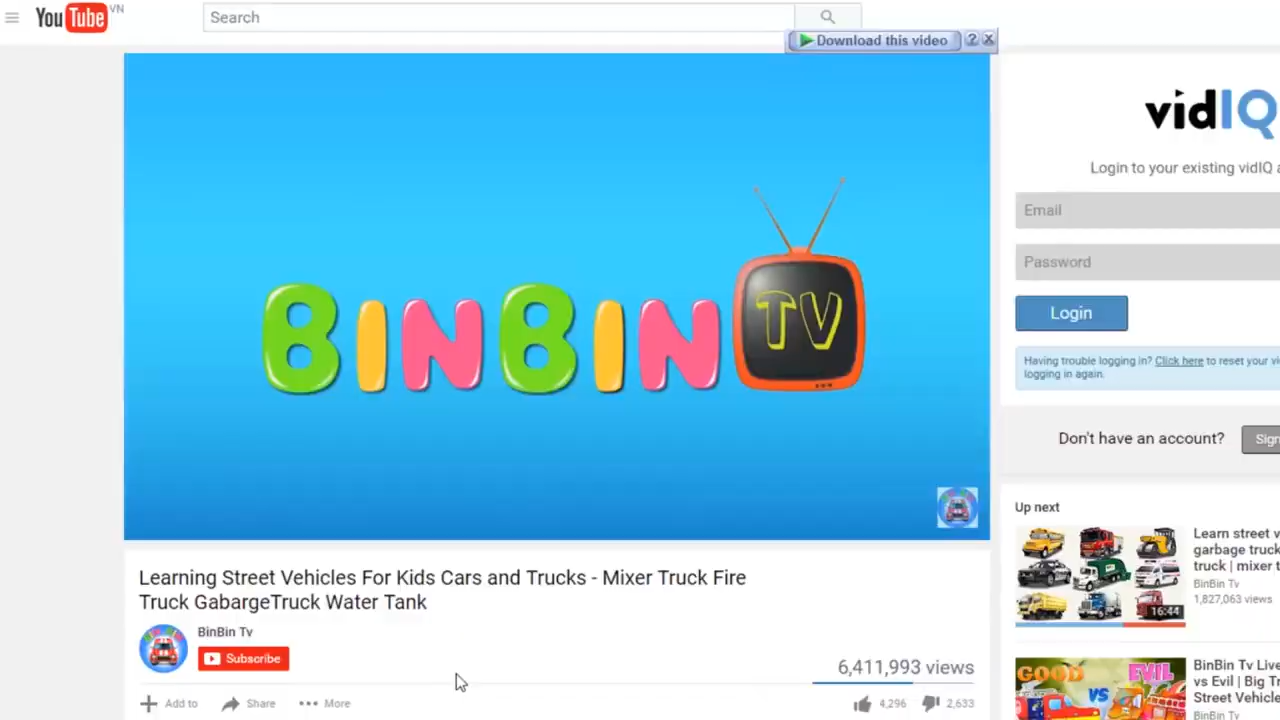 YouTube VN
Search
Download this video ? X
BINBIN TV
vidIQ
Login to your existing vidIQ a
Email
Password
Login
Having trouble logging in? Click here to reset your vi
logging in again.
Don't have an account? Sign
Learning Street Vehicles For Kids Cars and Trucks - Mixer Truck Fire
Truck GabargeTruck Water Tank
BinBin Tv
Subscribe
6,411,993 views
Add to Share More 4,296 2,633
Up next
Learn street v
garbage truck
truck | mixer t
BinBin Tv
1,827,063 views
16:44
BinBin Tv Live
vs Evil | Big Tr
Street Vehicle
BinBin Tv
GOOD VS EVIL